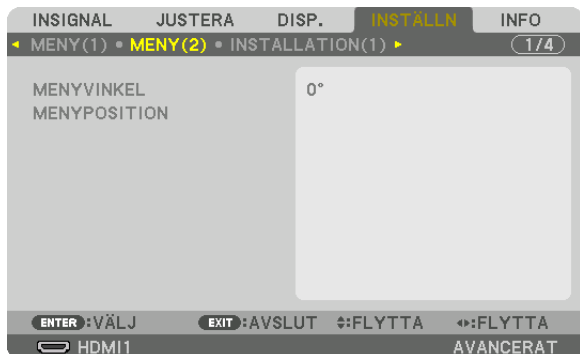 INSIGNAL JUSTERA DISP. INSTÄLLN INFO
MENY(1) • MENY(2) • INSTALLATION(1) 1/4
MENYVINKEL 0°
MENYPOSITION
ENTER:VÄLJ EXIT:AVSLUT :FLYTTA :FLYTTA
HDMI1 AVANCERAT